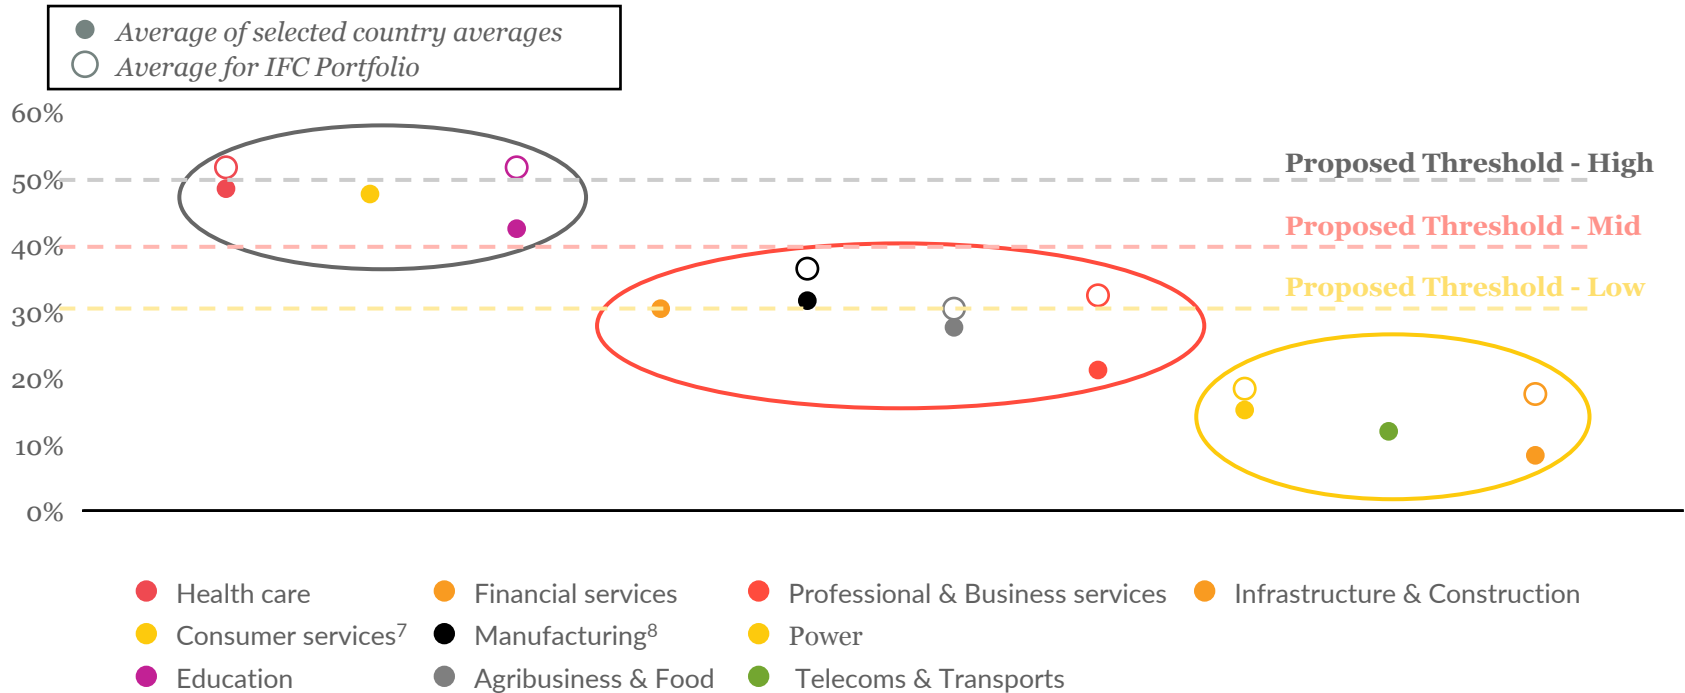 Average of selected country averages
Average for IFC Portfolio
60%
Proposed Threshold - High
50%
Proposed Threshold - Mid
40%
Proposed Threshold - Low
30%
20%
10%
0%
Health care
Financial services
Professional & Business services
Infrastructure & Construction
Consumer services⁷
Manufacturing⁸
Power
Education
Agribusiness & Food
Telecoms & Transports